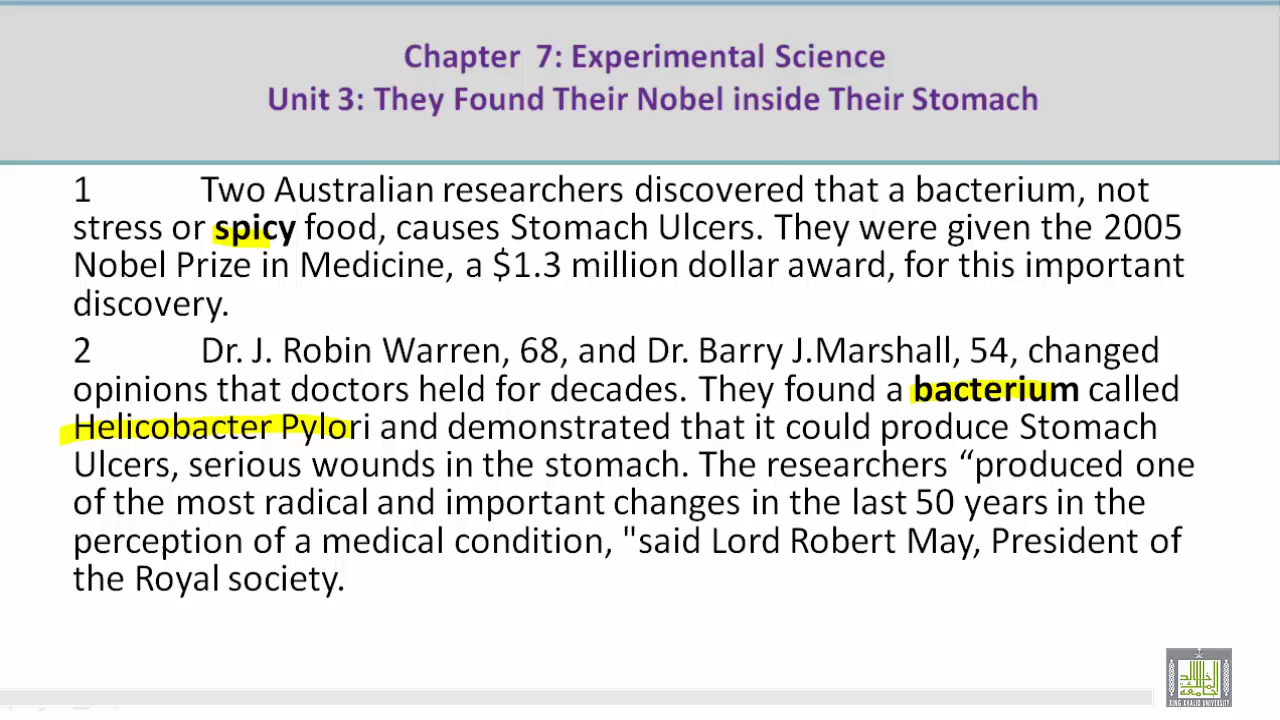 Chapter 7: Experimental Science
Unit 3: They Found Their Nobel inside Their Stomach
1 Two Australian researchers discovered that a bacterium, not
stress or spicy food, causes Stomach Ulcers. They were given the 2005
Nobel Prize in Medicine, a $1.3 million dollar award, for this important
discovery.
2 Dr. J. Robin Warren, 68, and Dr. Barry J.Marshall, 54, changed
opinions that doctors held for decades. They found a bacterium called
Helicobacter Pylori and demonstrated that it could produce Stomach
Ulcers, serious wounds in the stomach. The researchers “produced one
of the most radical and important changes in the last 50 years in the
perception of a medical condition, "said Lord Robert May, President of
the Royal society.
KING KHALID UNIVERSITY